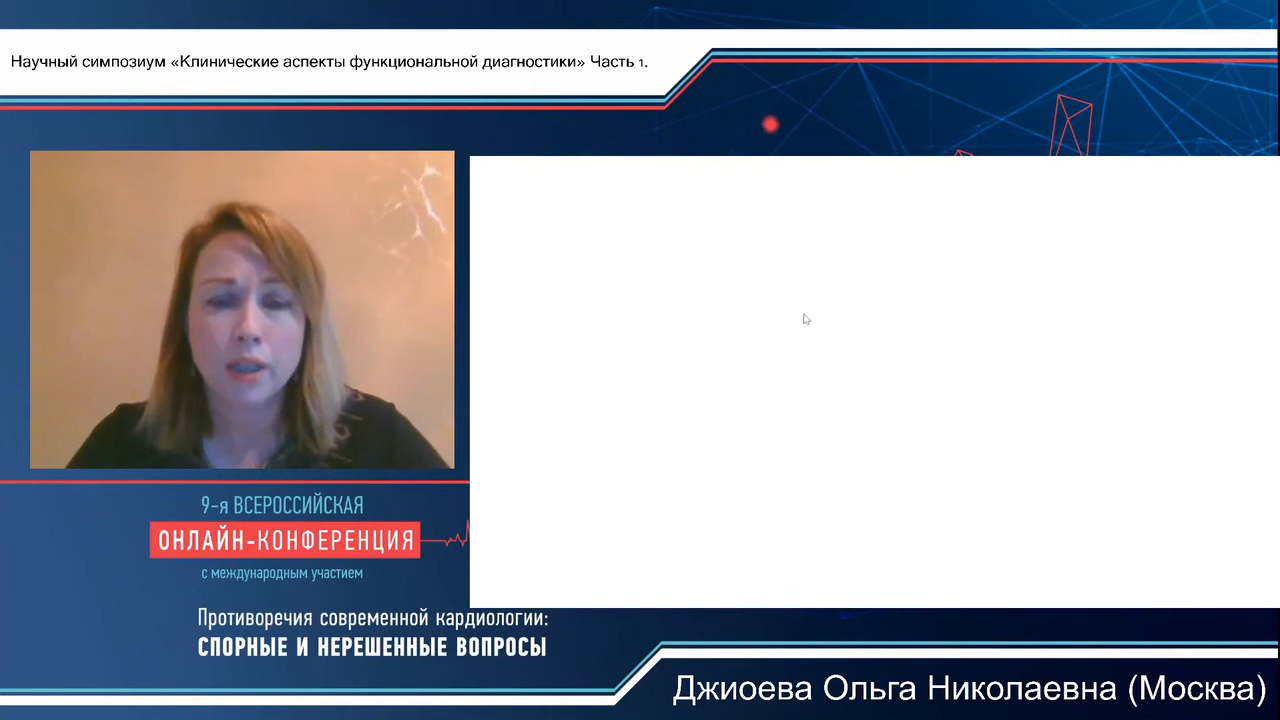 Научный симпозиум «Клинические аспекты функциональной диагностики» Часть 1.
9-я ВСЕРОССИЙСКАЯ
ОНЛАЙН-КОНФЕРЕНЦИЯ
с международным участием
Противоречия современной кардиологии:
СПОРНЫЕ И НЕРЕШЕННЫЕ ВОПРОСЫ
Джиоева Ольга Николаевна (Москва)